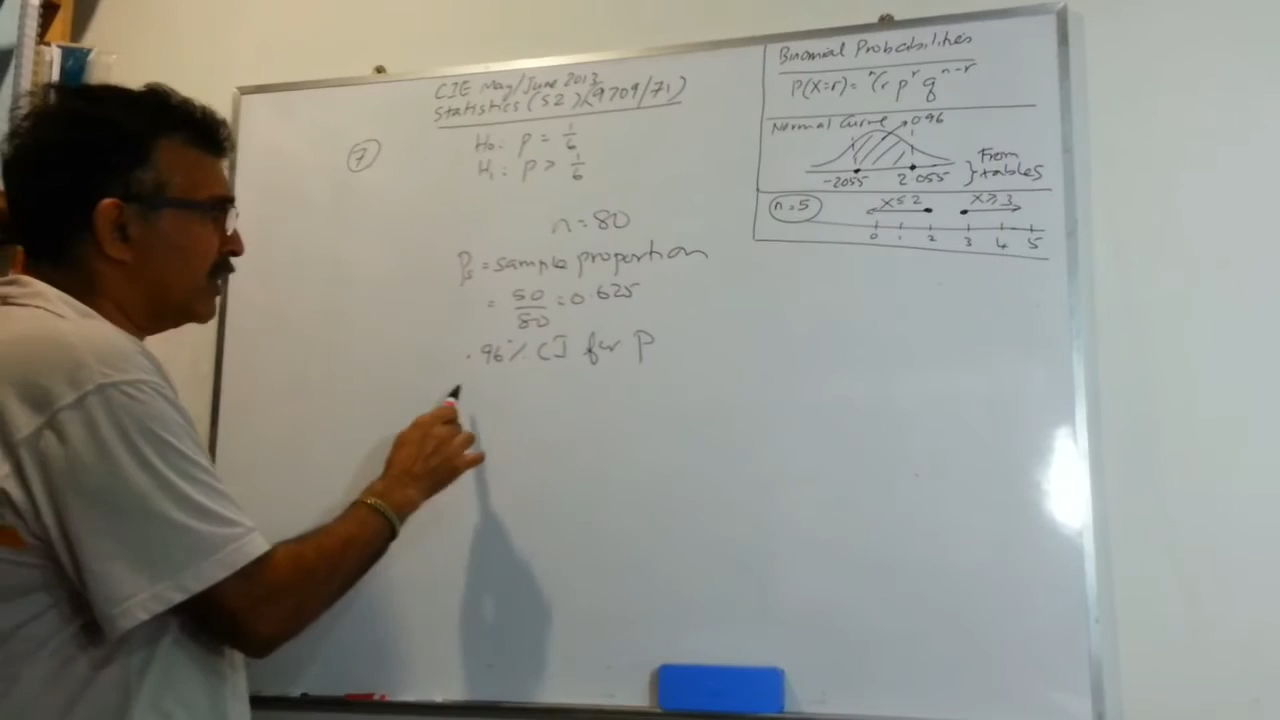 CIE May/June 2013
Statistics (S2) (9709/71)
7
H₀: p = 1/6
H₁: p > 1/6
n = 80
Ps = sample proportion
= 50/80 = 0.625
96% CI for p
Binomial Probabilities
P(X=r) = ⁿCr pʳ qⁿ⁻ʳ
Normal Curve 0.96
-2.055 2.055 } From tables
n = 5 X≤2 X≥3
0 1 2 3 4 5